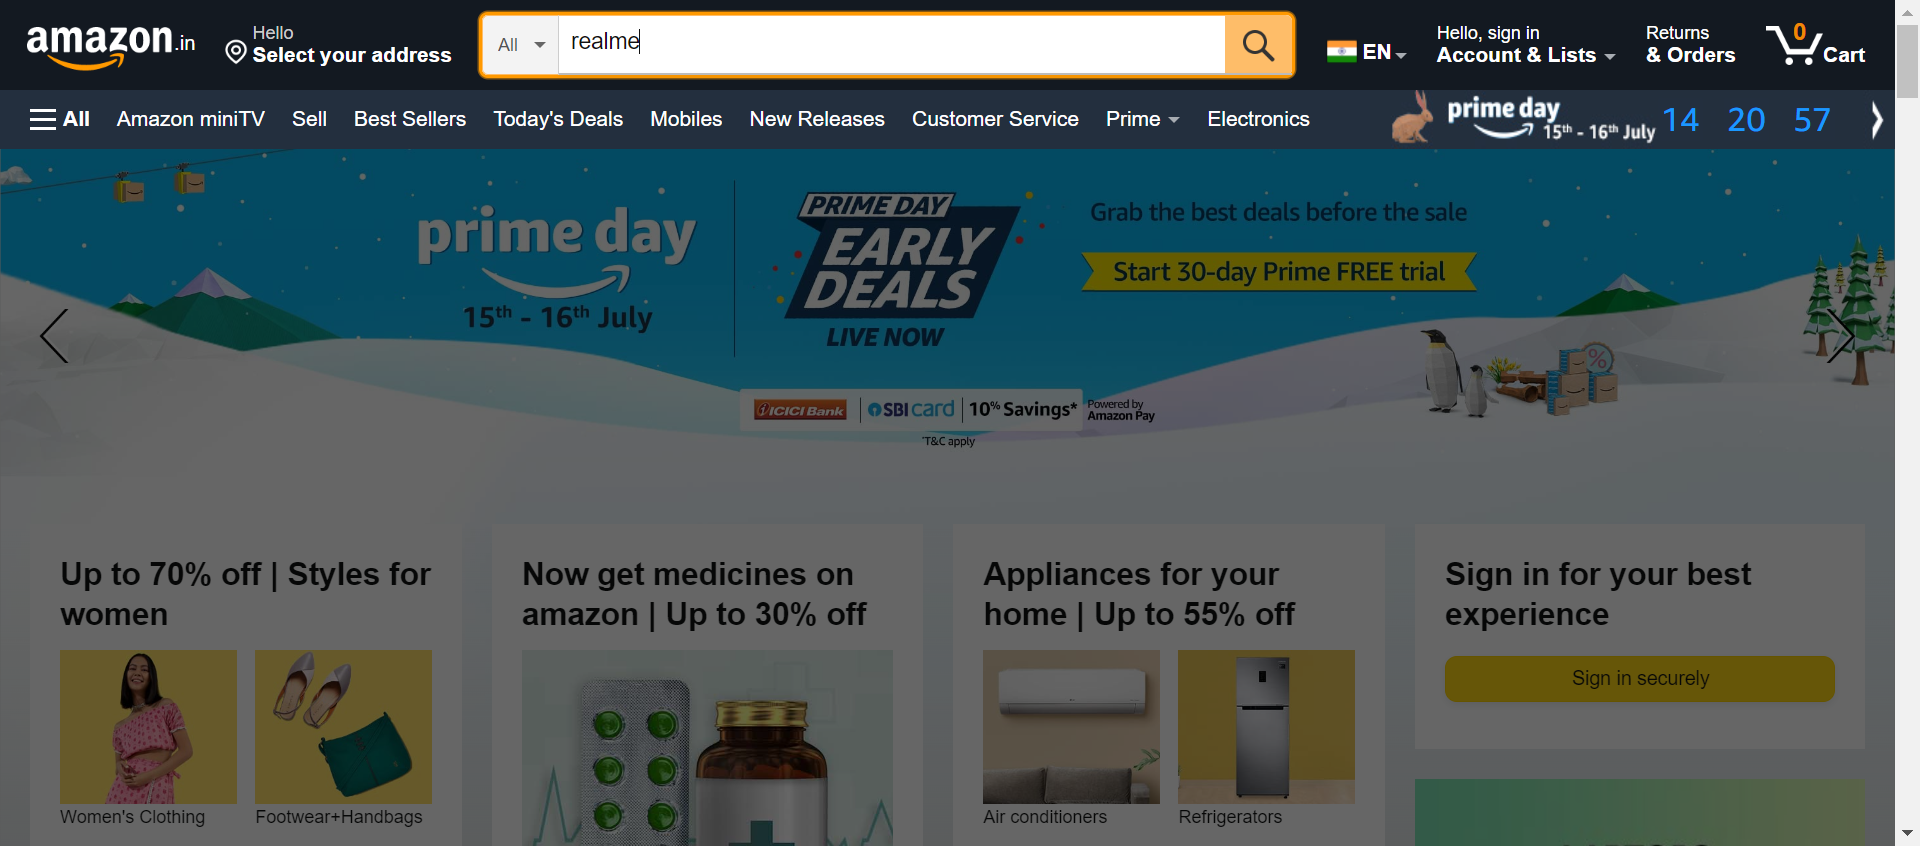 amazon.in
Hello
Select your address
All
realme
EN
Hello, sign in
Account & Lists
Returns
& Orders
0
Cart
All
Amazon miniTV
Sell
Best Sellers
Today's Deals
Mobiles
New Releases
Customer Service
Prime
Electronics
prime day
15th - 16th July
14 20 57
prime day
15th - 16th July
PRIME DAY
EARLY
DEALS
LIVE NOW
Grab the best deals before the sale
Start 30-day Prime FREE trial
ICICI Bank
SBI card
10% Savings*
Powered by
Amazon Pay
*T&C apply
%
Up to 70% off | Styles for
women
Women's Clothing
Footwear+Handbags
Now get medicines on
amazon | Up to 30% off
Appliances for your
home | Up to 55% off
Air conditioners
Refrigerators
Sign in for your best
experience
Sign in securely